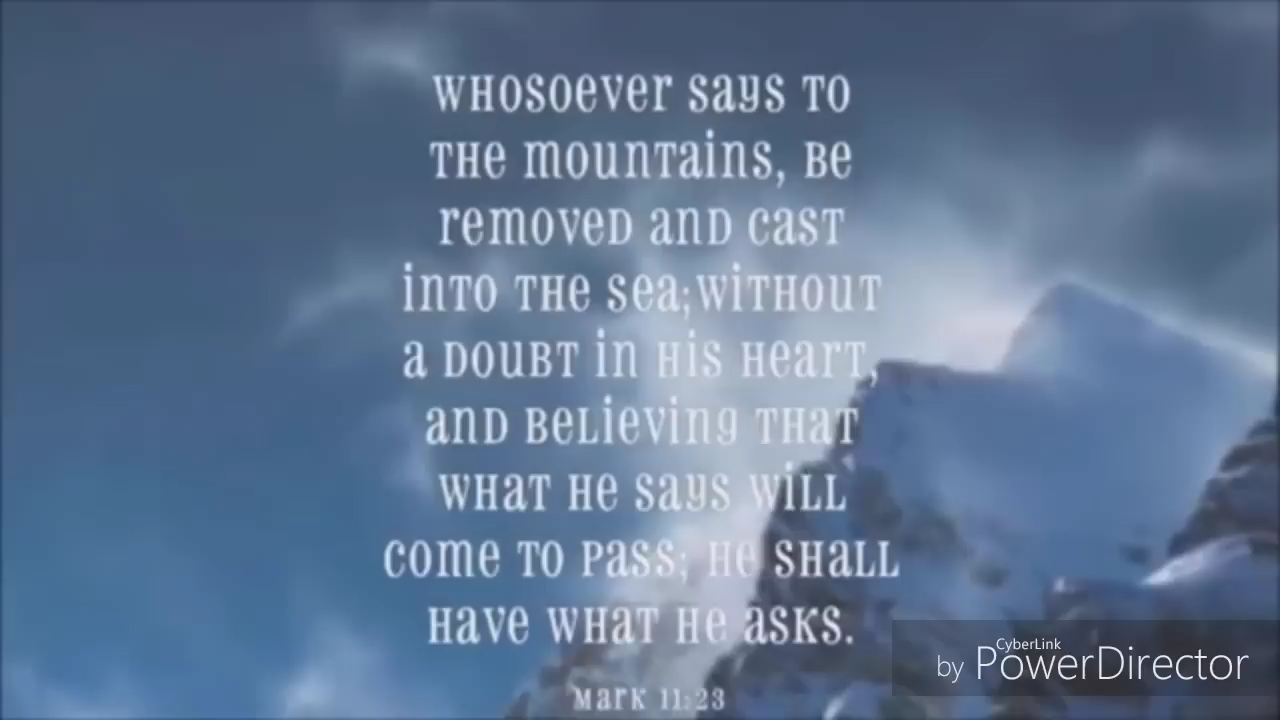 Whosoever says to
the mountains, be
removed and cast
into the sea;without
a doubt in his heart,
and believing that
what he says will
come to pass; he shall
have what he asks.
Mark 11:23
by CyberLink PowerDirector